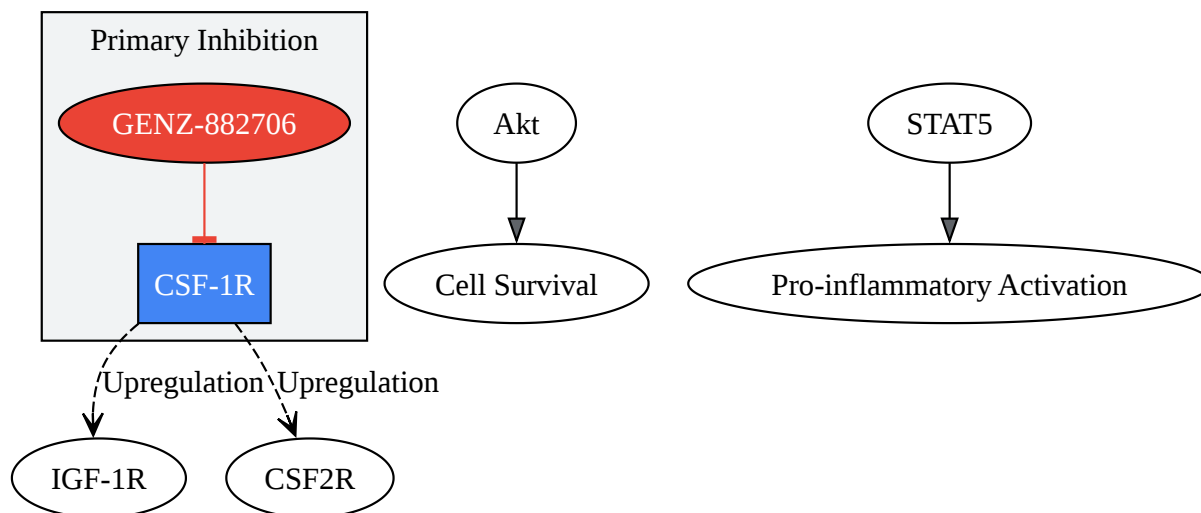 Primary Inhibition
GENZ-882706
Akt
STAT5
CSF-1R
Cell Survival
Pro-inflammatory Activation
Upregulation
Upregulation
IGF-1R
CSF2R